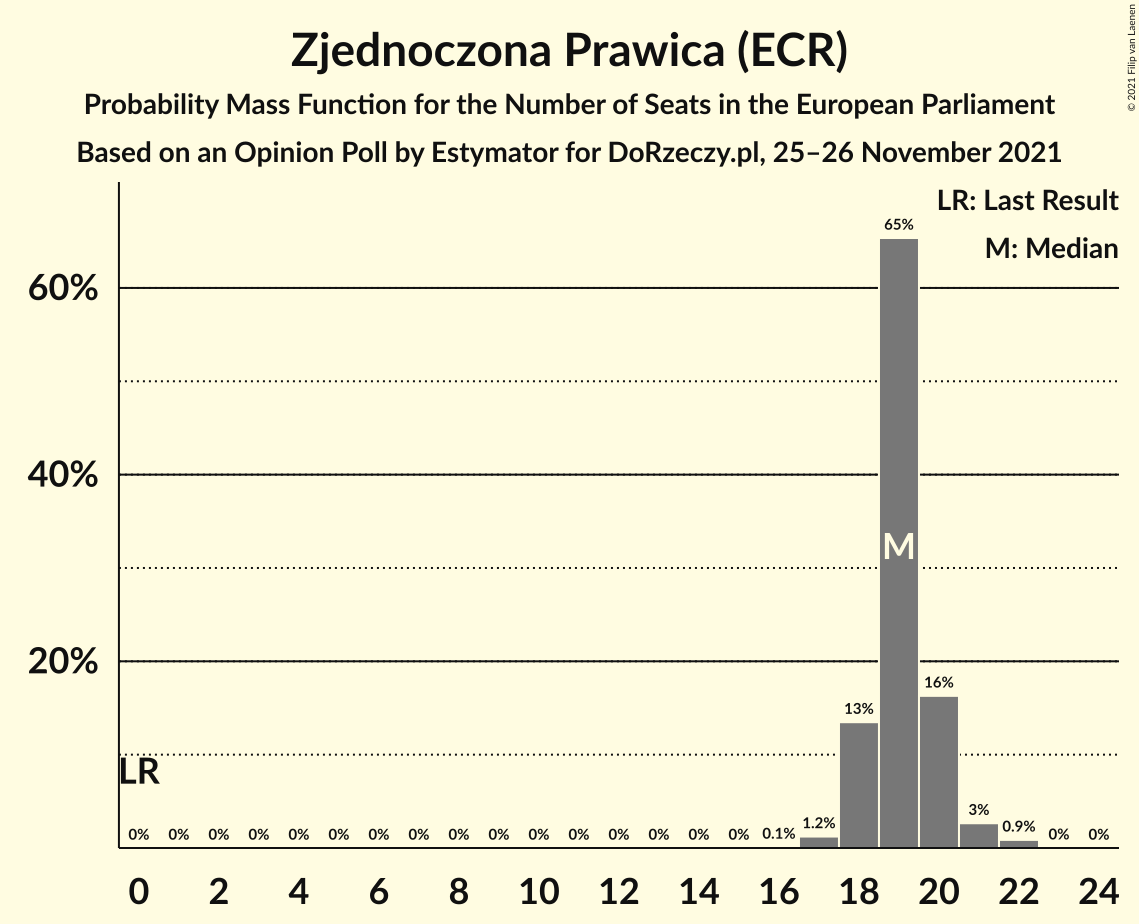 Zjednoczona Prawica (ECR)
Probability Mass Function for the Number of Seats in the European Parliament
Based on an Opinion Poll by Estymator for DoRzeczy.pl, 25–26 November 2021
© 2021 Filip van Laenen
LR: Last Result
M: Median
60%
40%
20%
65%
M
16%
13%
LR
3%
0% 0% 0% 0% 0% 0% 0% 0% 0% 0% 0% 0% 0% 0% 0% 0% 0.1% 1.2% 0.9% 0% 0%
0 2 4 6 8 10 12 14 16 18 20 22 24